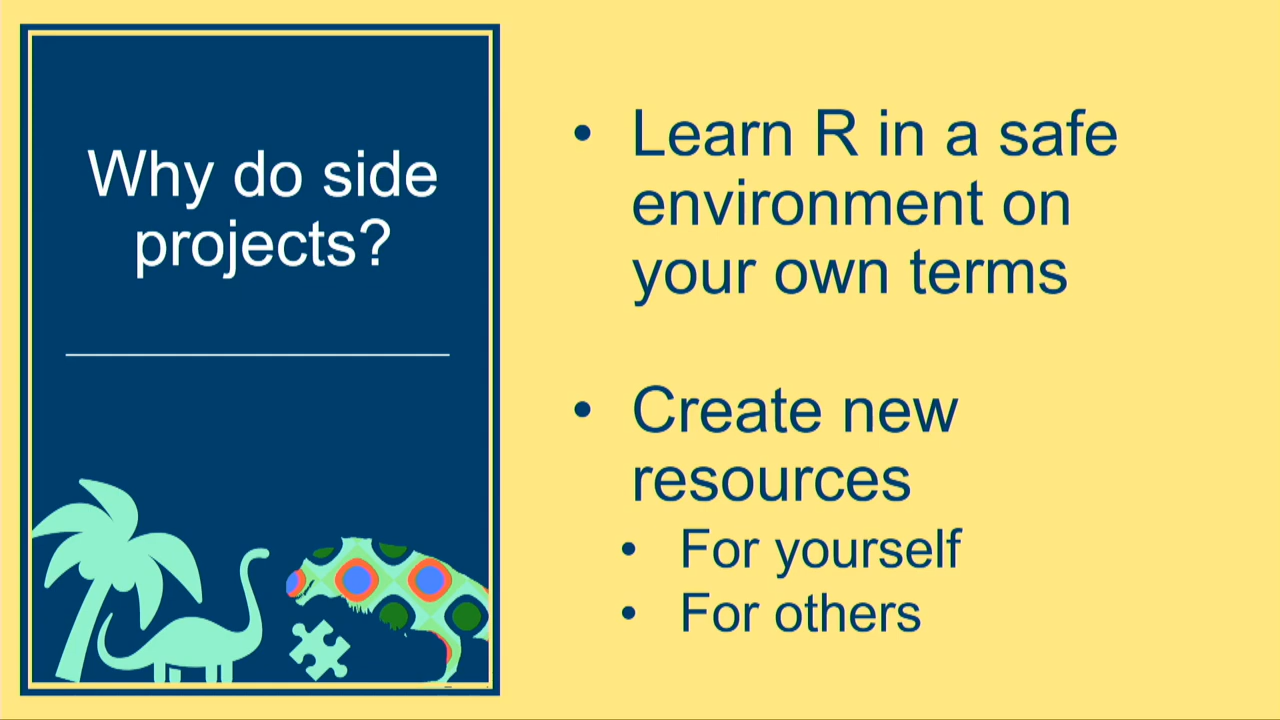 Why do side
projects?
• Learn R in a safe
environment on
your own terms
• Create new
resources
• For yourself
• For others